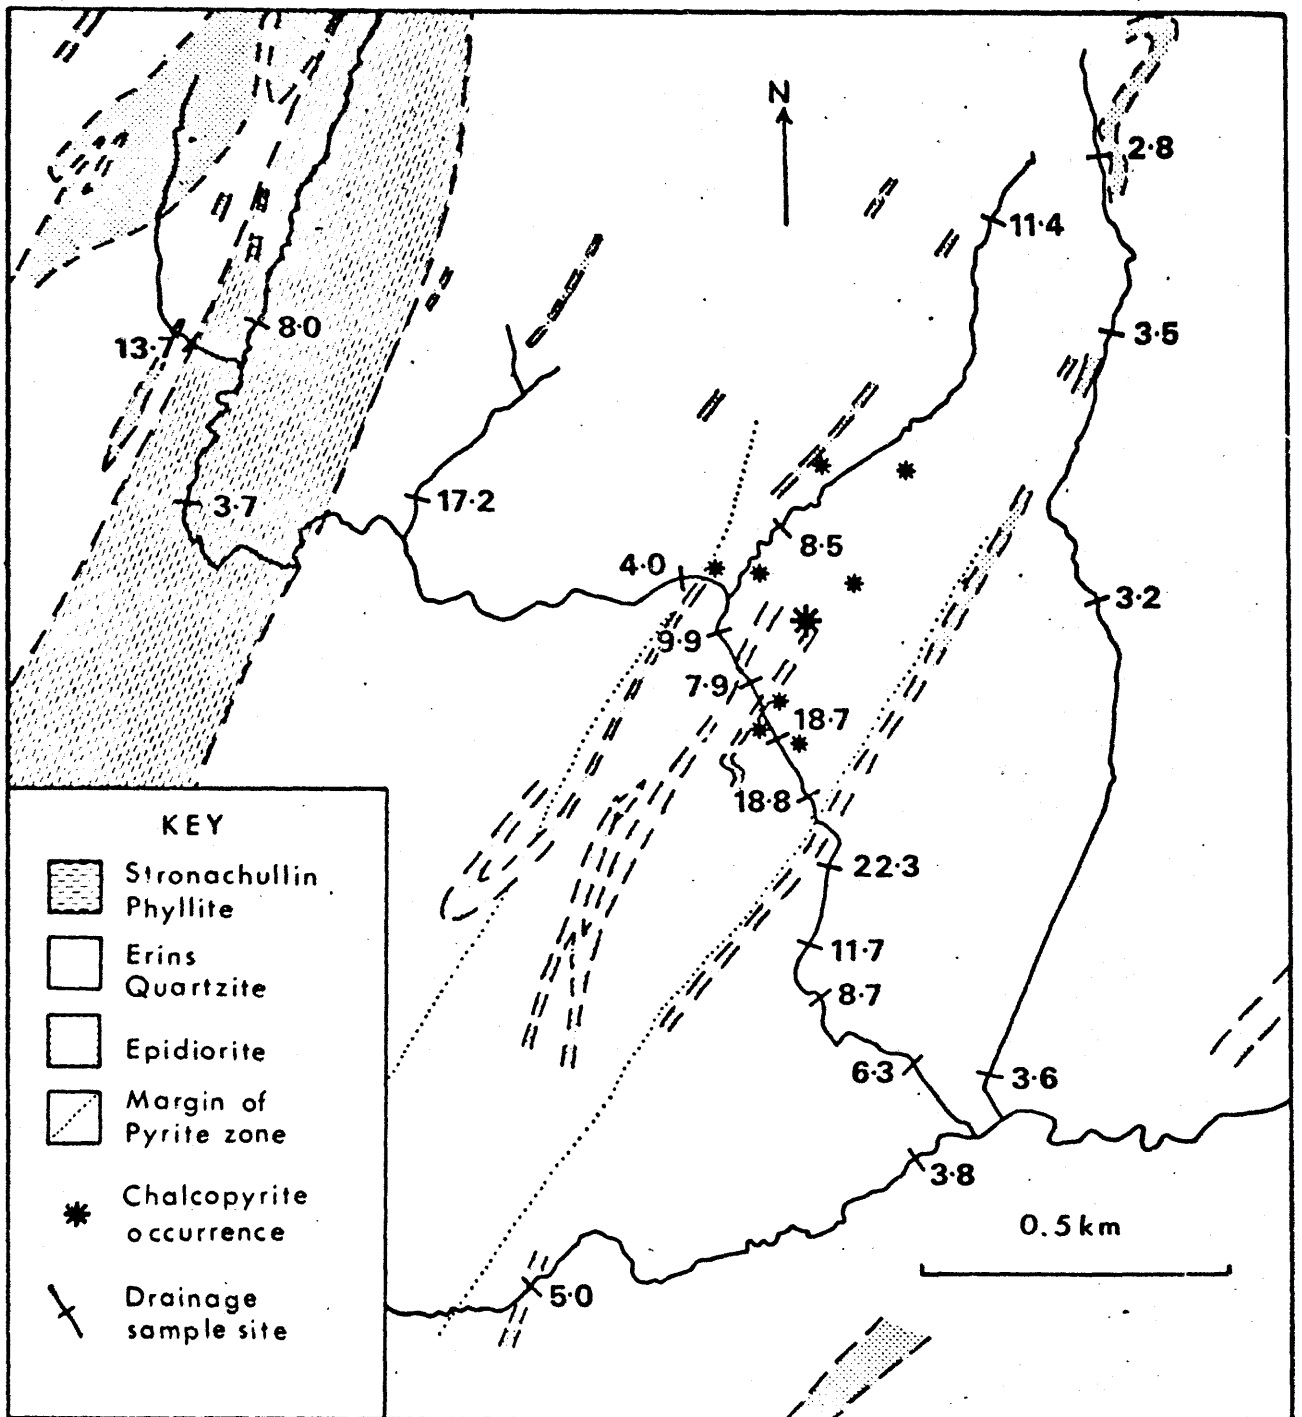 N
2·8
11·4
3·5
8·0
13·7
3·7
17·2
8·5
4·0
3·2
9·9
7·9
18·7
18·8
22·3
11·7
8·7
6·3
3·6
3·8
5·0
0.5km
KEY
Stronachullin
Phyllite
Erins
Quartzite
Epidiorite
Margin of
Pyrite zone
Chalcopyrite
occurrence
Drainage
sample site